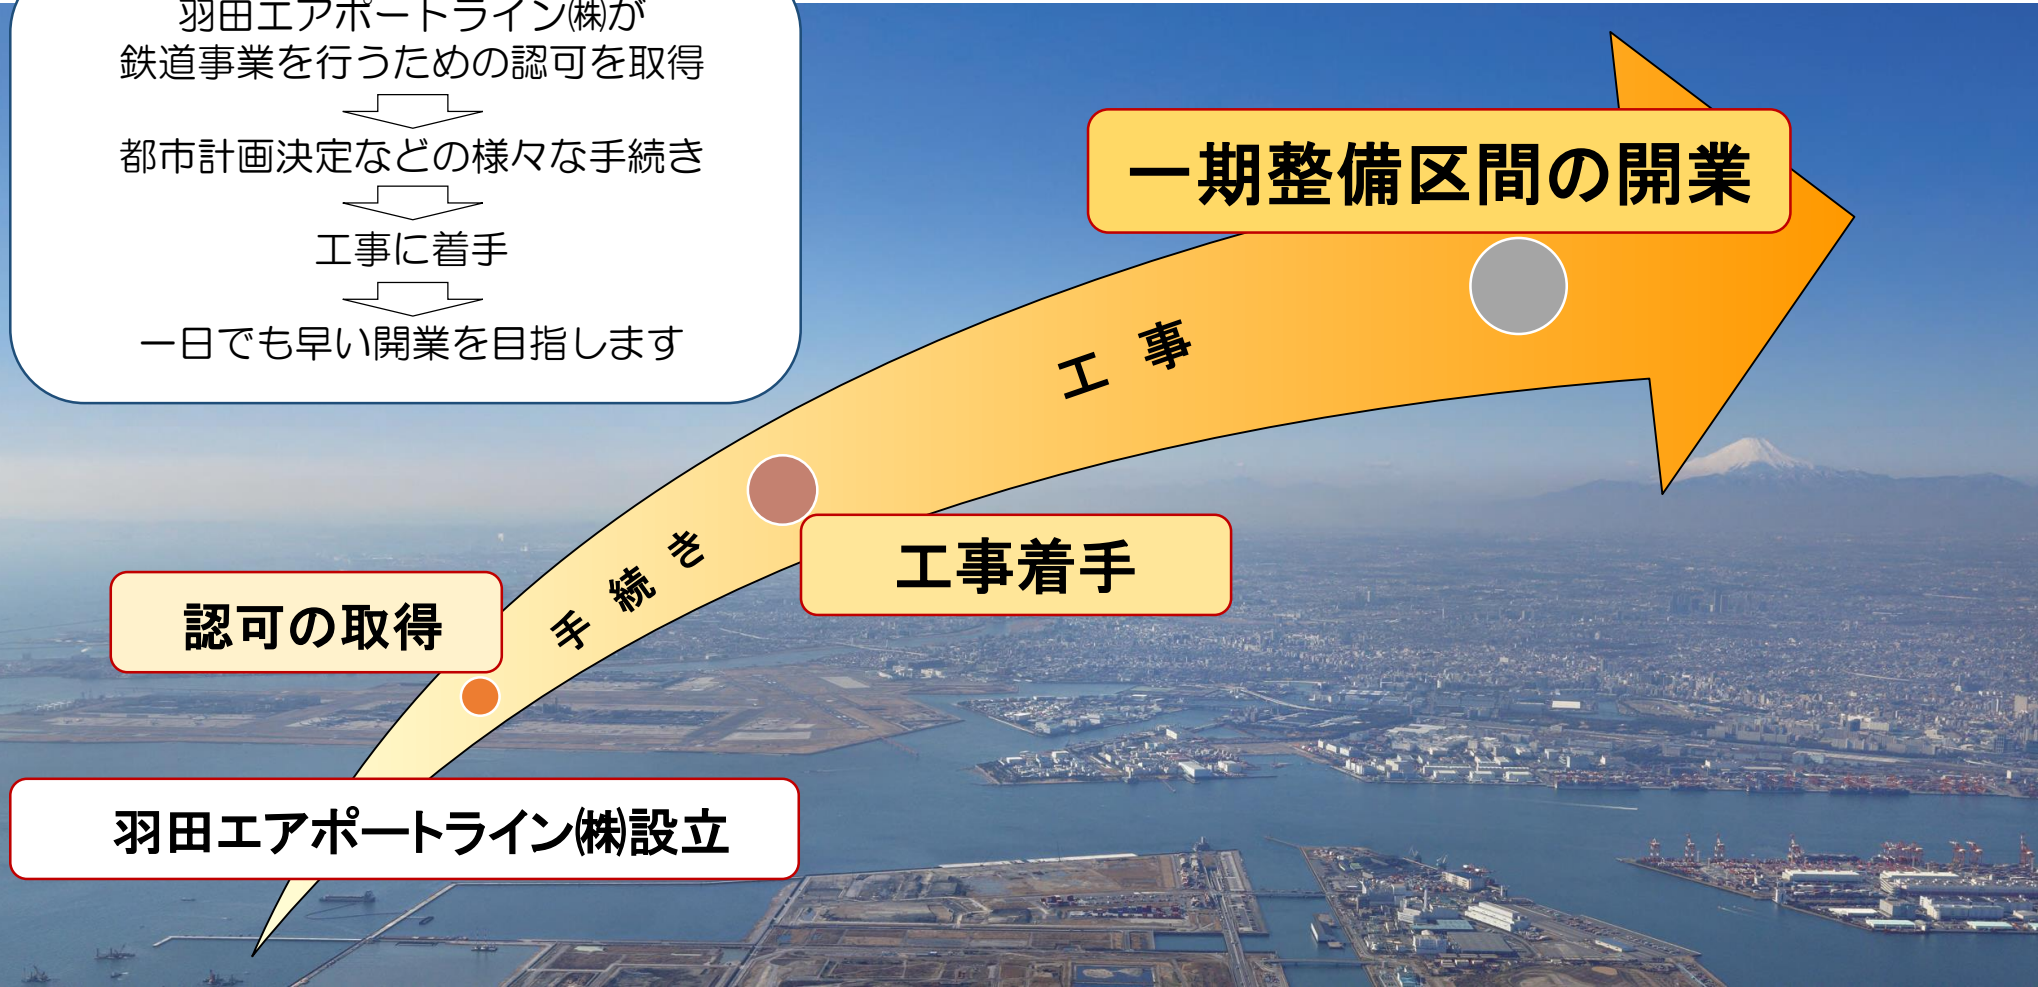 羽田エアポートライン㈱が
鉄道事業を行うための認可を取得
都市計画決定などの様々な手続き
工事に着手
一日でも早い開業を目指します
一期整備区間の開業
工事
工事着手
手続き
認可の取得
羽田エアポートライン㈱設立